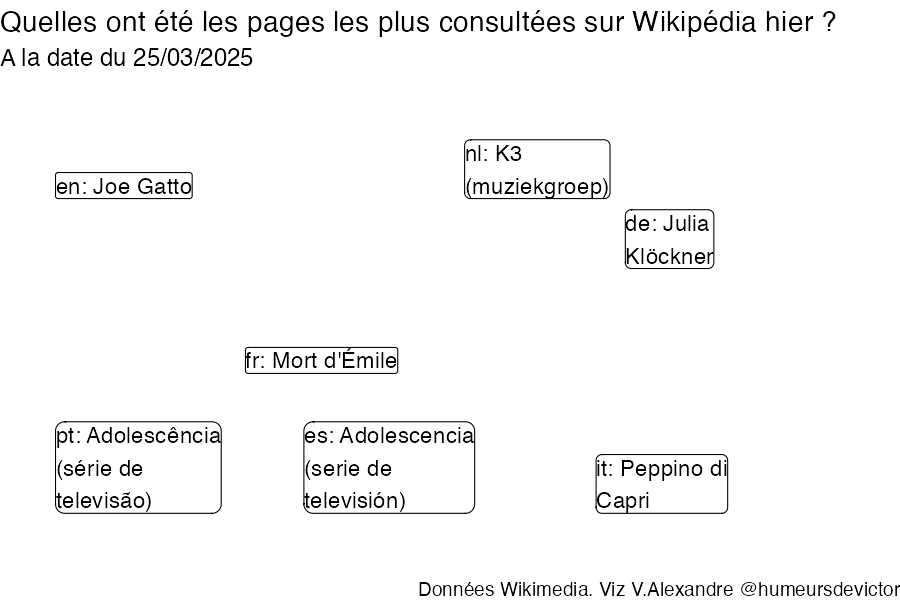 Quelles ont été les pages les plus consultées sur Wikipédia hier ?
A la date du 25/03/2025
nl: K3
(muziekgroep)
en: Joe Gatto
de: Julia
Klöckner
fr: Mort d'Émile
pt: Adolescência
(série de
televisão)
es: Adolescencia
(serie de
televisión)
it: Peppino di
Capri
Données Wikimedia. Viz V.Alexandre @humeursdevictor